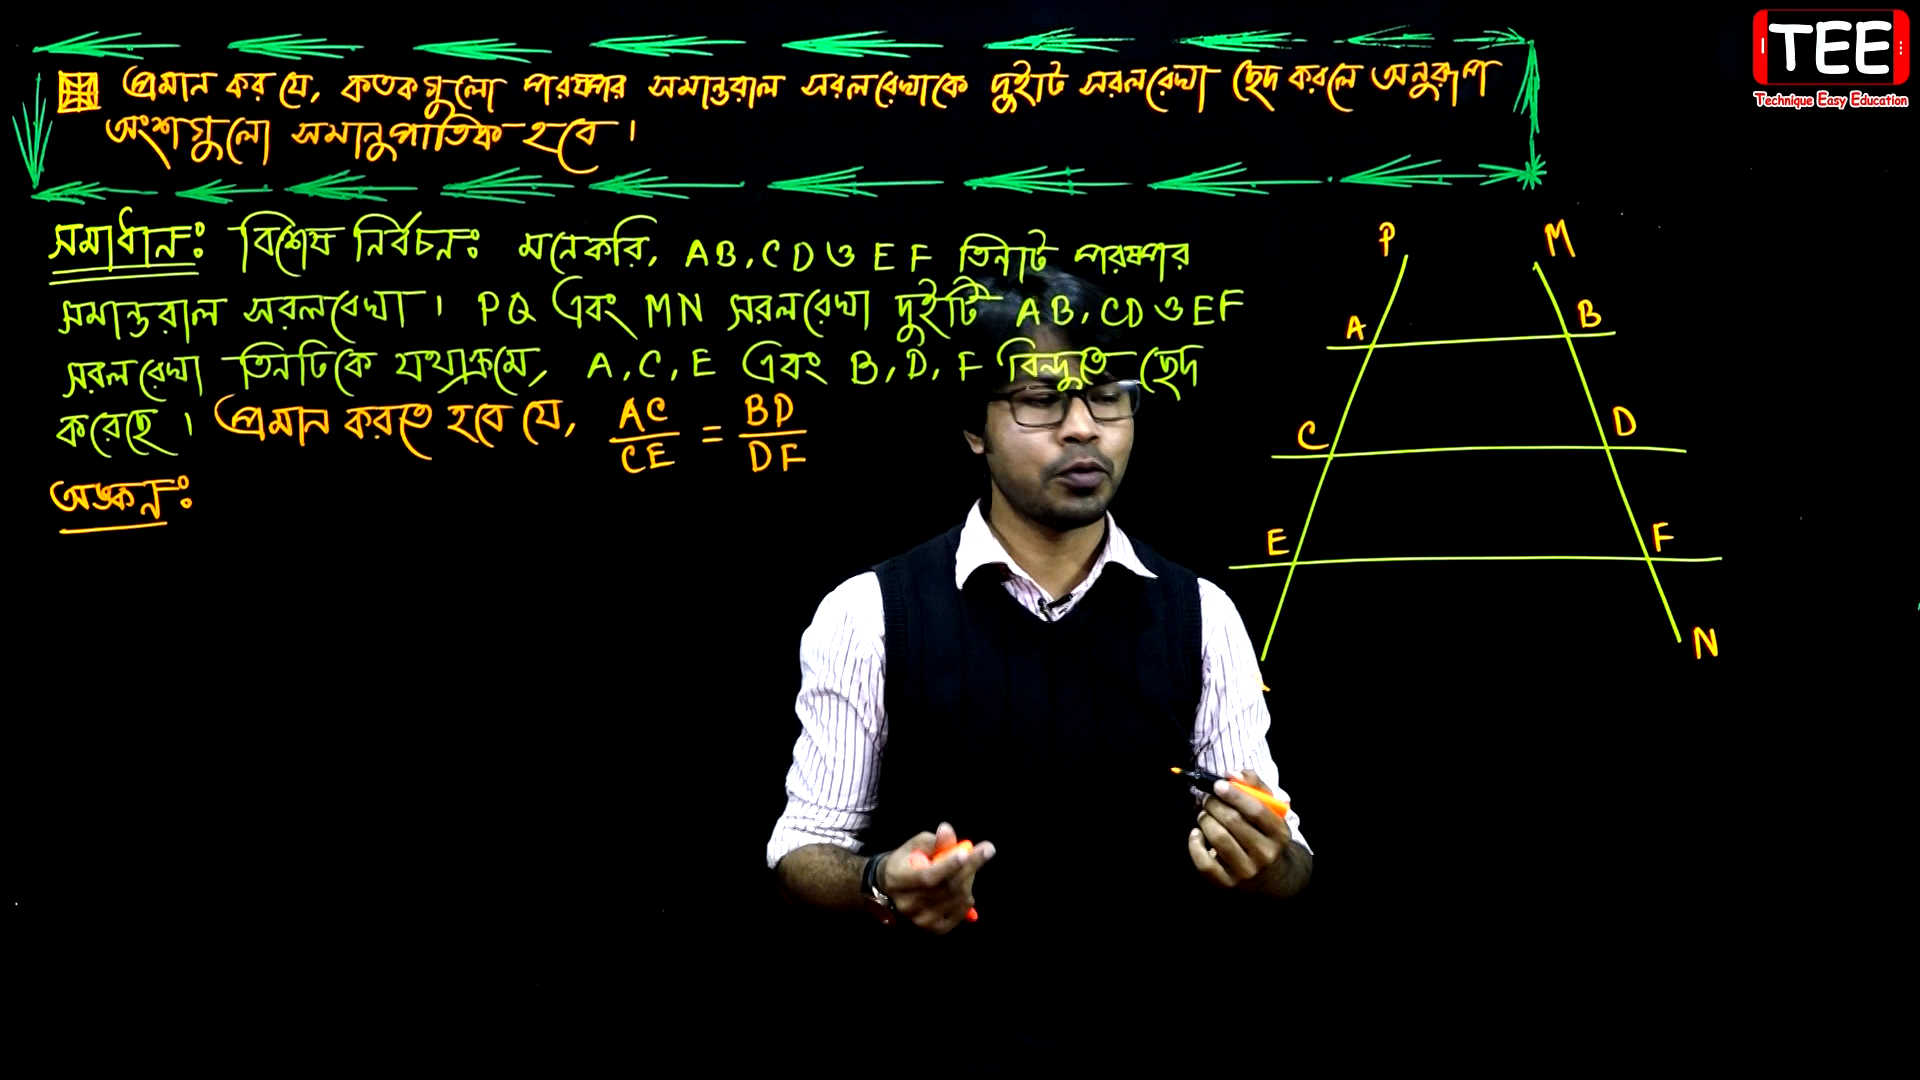 প্রমান কর যে, কতকগুলো পরস্পর সমান্তরাল সরলরেখাকে দুইটি সরলরেখা ছেদ করলে অনুরূপ
অংশগুলো সমানুপাতিক হবে।
সমাধানঃ বিশেষ নির্বচনঃ মনেকরি, AB, CD ও EF তিনটি পরস্পর
সমান্তরাল সরলরেখা। PQ এবং MN সরলরেখা দুইটি AB, CD ও EF
সরলরেখা তিনটিকে যথাক্রমে, A, C, E এবং B, D, F বিন্দুতে ছেদ
করেছে। প্রমান করতে হবে যে, AC/CE = BD/DF
অঙ্কনঃ
P M
A B
C D
E F
N
TEE
Technique Easy Education